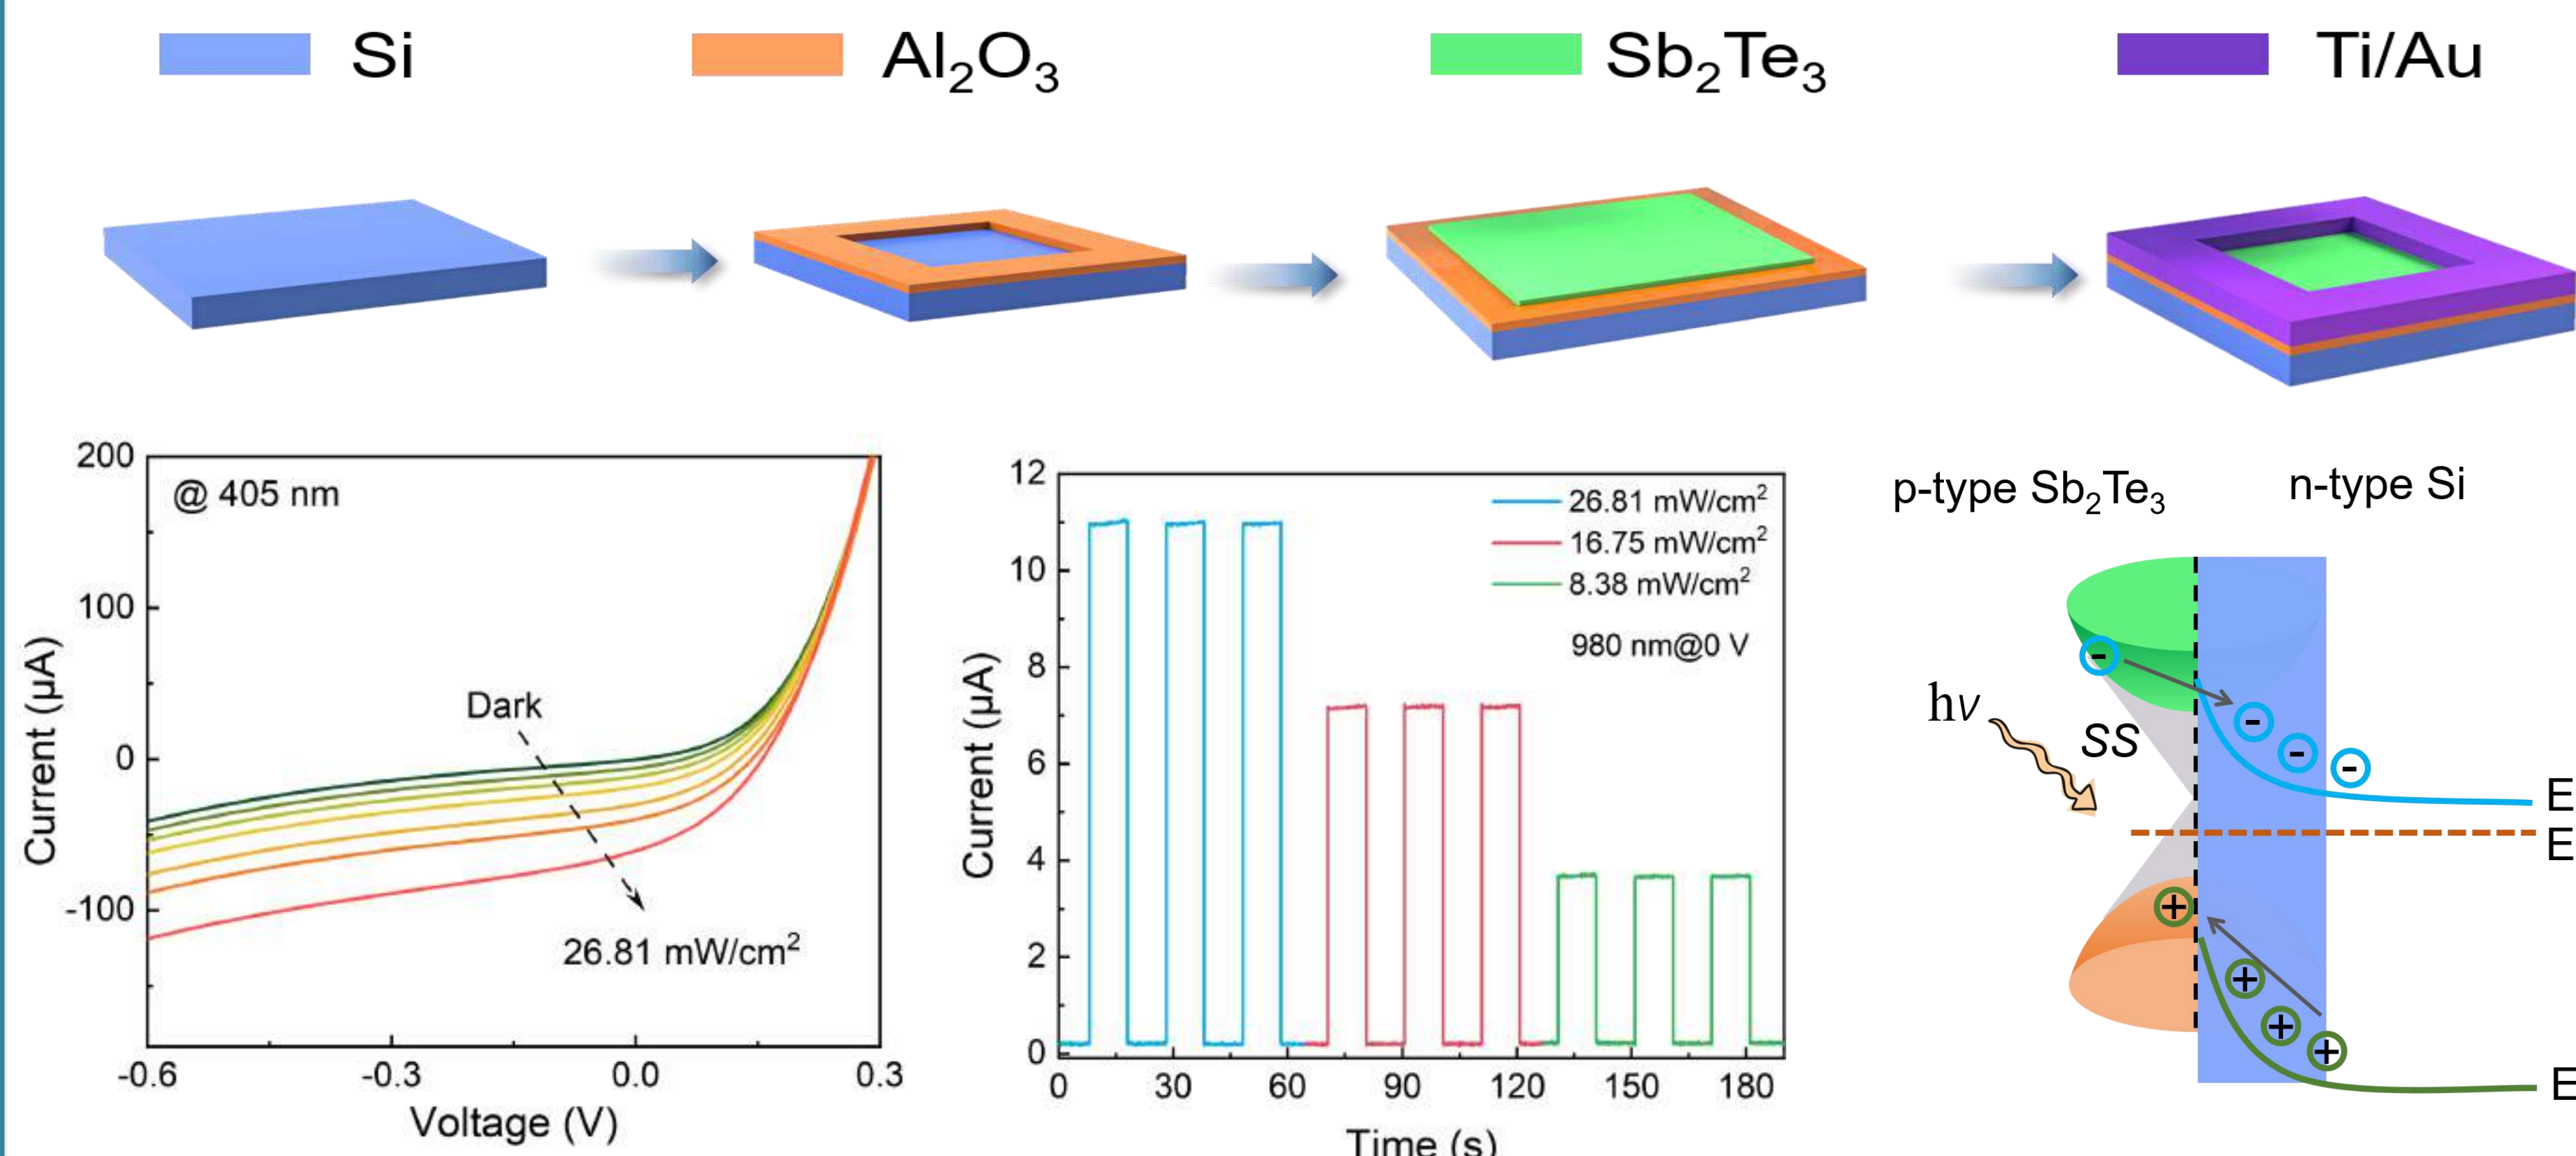 Si
Al₂O₃
Sb₂Te₃
Ti/Au
200
100
0
-100
-0.6
-0.3
0.0
0.3
Current (μA)
Voltage (V)
@ 405 nm
Dark
26.81 mW/cm²
12
10
8
6
4
2
0
0
30
60
90
120
150
180
Current (μA)
Time (s)
26.81 mW/cm²
16.75 mW/cm²
8.38 mW/cm²
980 nm@0 V
p-type Sb₂Te₃
n-type Si
hν
SS
-
-
-
-
E
E
+
+
+
+
E